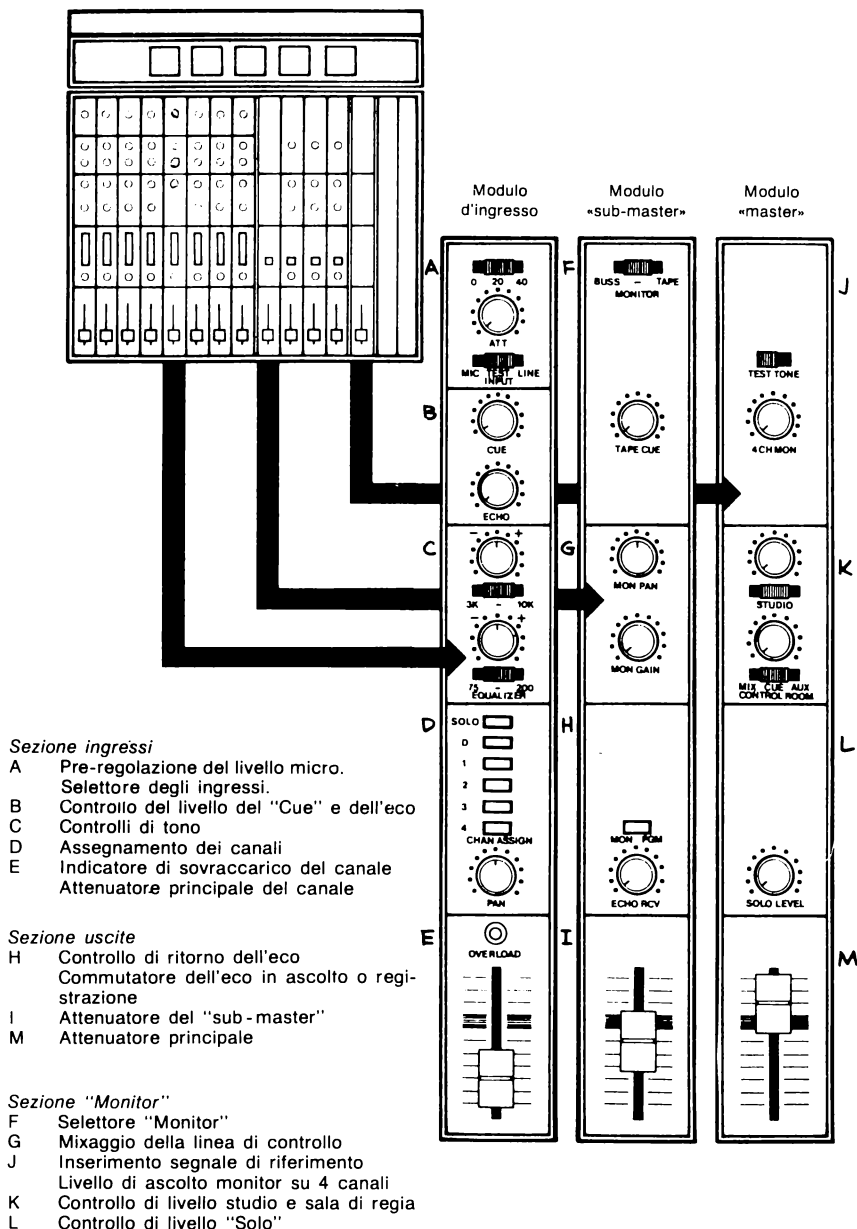 Modulo
d'ingresso
Modulo
«sub-master»
Modulo
«master»
A
0 20 40
ATT
MIC TEST LINE
INPUT
B
CUE
ECHO
C
- +
3K - 10K
- +
75 - 200
EQUALIZER
D
SOLO
D
1
2
3
4
CHAN ASSIGN
PAN
E
OVERLOAD
F
BUSS - TAPE
MONITOR
TAPE CUE
G
MON PAN
MON GAIN
H
MON PGM
ECHO RCV
I
J
TEST TONE
4CH MON
K
STUDIO
MIX CUE AUX
CONTROL ROOM
L
SOLO LEVEL
M
Sezione ingressi
A Pre-regolazione del livello micro.
Selettore degli ingressi.
B Controllo del livello del "Cue" e dell'eco
C Controlli di tono
D Assegnamento dei canali
E Indicatore di sovraccarico del canale
Attenuatore principale del canale
Sezione uscite
H Controllo di ritorno dell'eco
Commutatore dell'eco in ascolto o regi-
strazione
I Attenuatore del "sub-master"
M Attenuatore principale
Sezione "Monitor"
F Selettore "Monitor"
G Mixaggio della linea di controllo
J Inserimento segnale di riferimento
Livello di ascolto monitor su 4 canali
K Controllo di livello studio e sala di regia
L Controllo di livello "Solo"